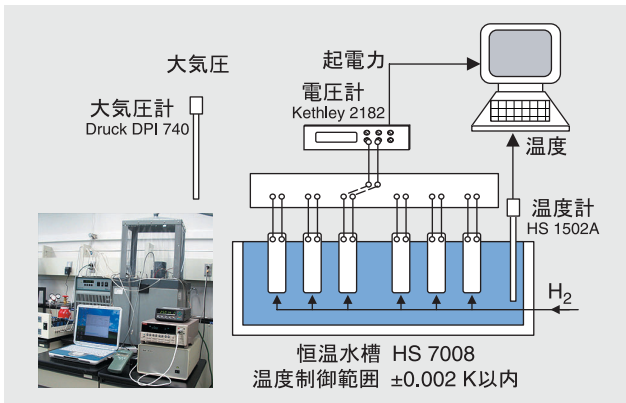 大気圧
大気圧計
Druck DPI 740
起電力
電圧計
Kethley 2182
温度
温度計
HS 1502A
H₂
恒温水槽 HS 7008
温度制御範囲 ±0.002 K以内